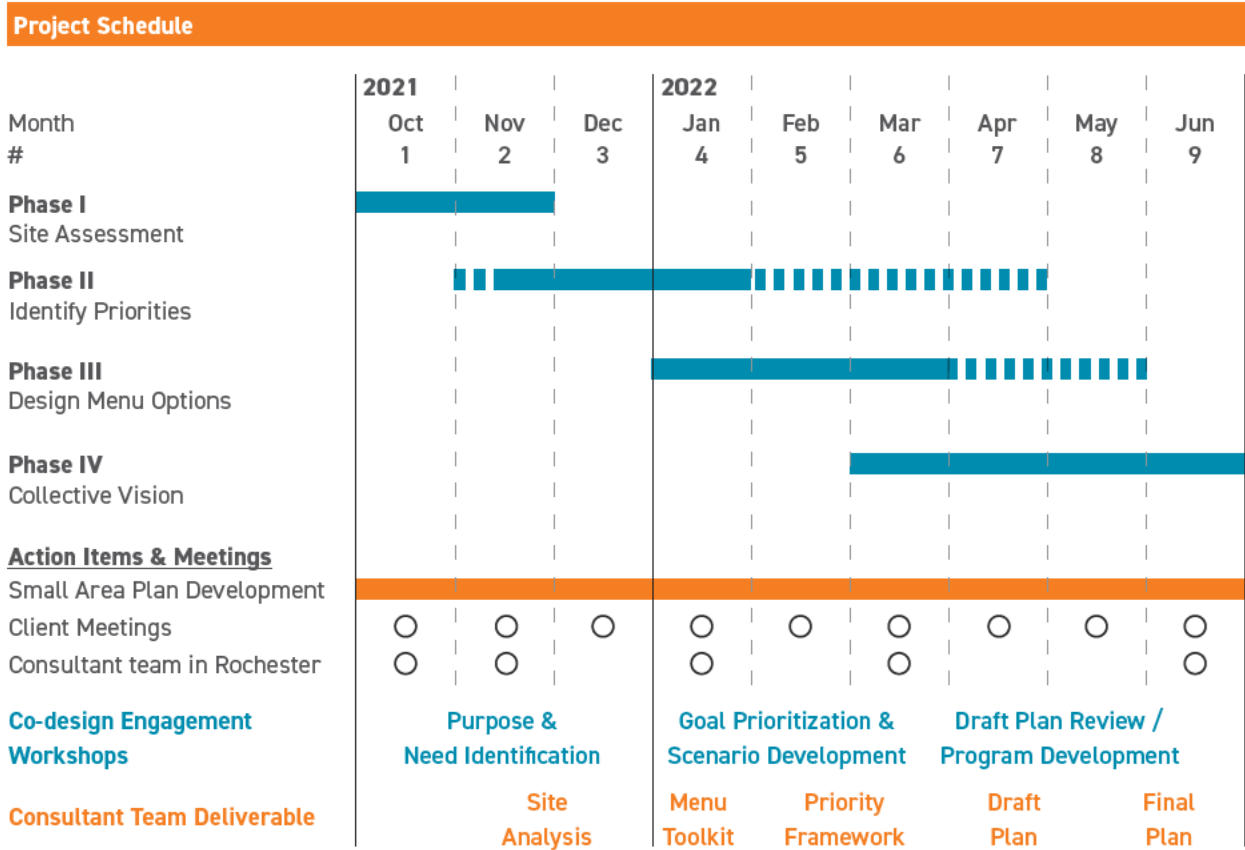 Project Schedule
2021 2022
Month Oct Nov Dec Jan Feb Mar Apr May Jun
# 1 2 3 4 5 6 7 8 9
Phase I
Site Assessment
Phase II
Identify Priorities
Phase III
Design Menu Options
Phase IV
Collective Vision
Action Items & Meetings
Small Area Plan Development
Client Meetings
Consultant team in Rochester
Co-design Engagement
Workshops
Purpose &
Need Identification
Goal Prioritization &
Scenario Development
Draft Plan Review /
Program Development
Consultant Team Deliverable
Site
Analysis
Menu
Toolkit
Priority
Framework
Draft
Plan
Final
Plan